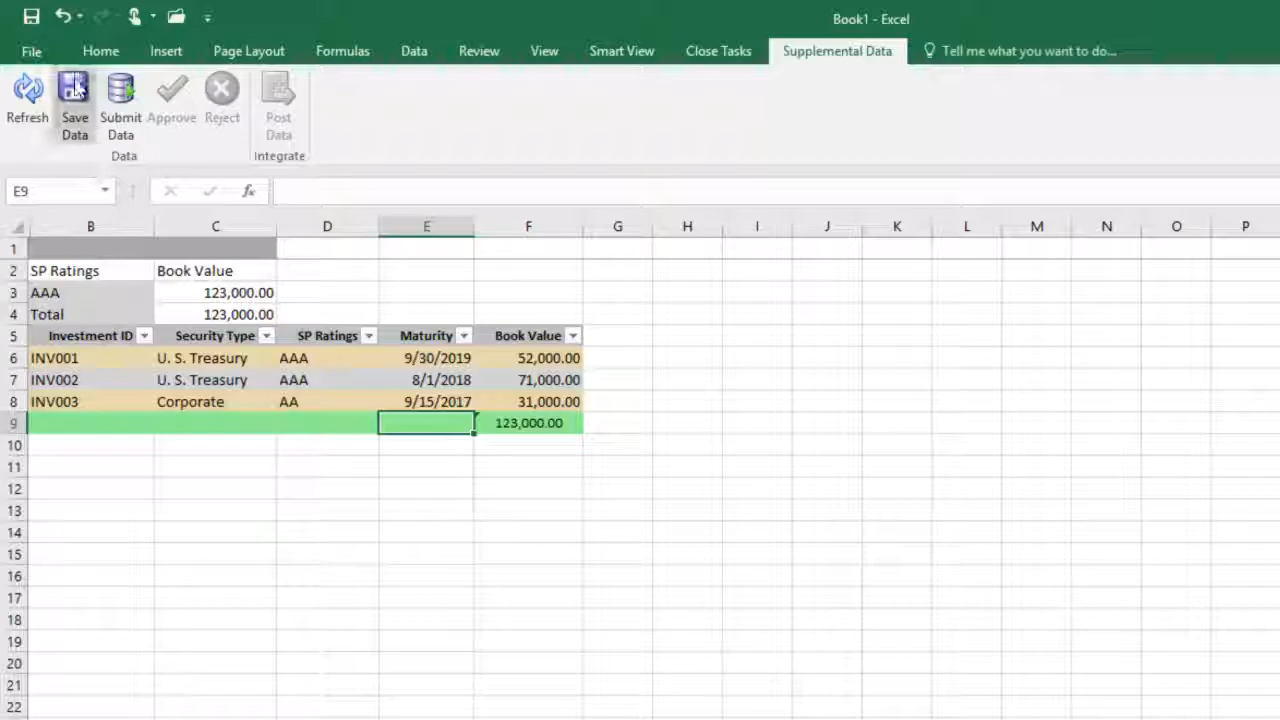 Book1 - Excel
File Home Insert Page Layout Formulas Data Review View Smart View Close Tasks Supplemental Data Tell me what you want to do...
Refresh Save Data Submit Data Approve Reject Post Data
Data Integrate
E9 fx
B C D E F G H I J K L M N O P
1
2 SP Ratings Book Value
3 AAA 123,000.00
4 Total 123,000.00
5 Investment ID Security Type SP Ratings Maturity Book Value
6 INV001 U. S. Treasury AAA 9/30/2019 52,000.00
7 INV002 U. S. Treasury AAA 8/1/2018 71,000.00
8 INV003 Corporate AA 9/15/2017 31,000.00
9 123,000.00
10
11
12
13
14
15
16
17
18
19
20
21
22